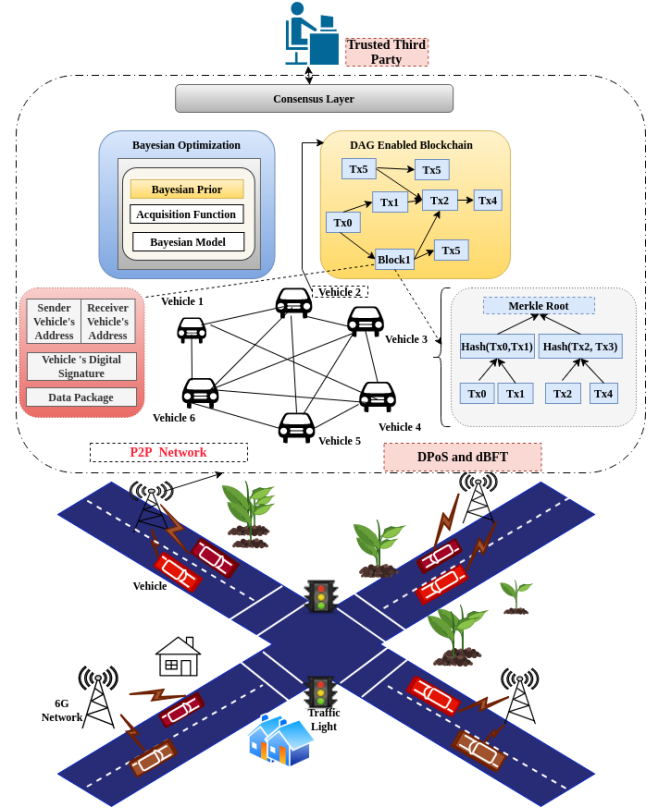 Trusted Third
Party
Consensus Layer
Bayesian Optimization
Bayesian Prior
Acquisition Function
Bayesian Model
DAG Enabled Blockchain
Tx5
Tx5
Tx1
Tx2
Tx4
Tx0
Tx5
Block1
Sender
Vehicle's
Address
Receiver
Vehicle's
Address
Vehicle 's Digital
Signature
Data Package
Vehicle 1
Vehicle 2
Vehicle 3
Vehicle 4
Vehicle 5
Vehicle 6
Merkle Root
Hash(Tx0,Tx1)
Hash(Tx2, Tx3)
Tx0
Tx1
Tx2
Tx4
P2P Network
DPoS and dBFT
Vehicle
6G
Network
Traffic
Light